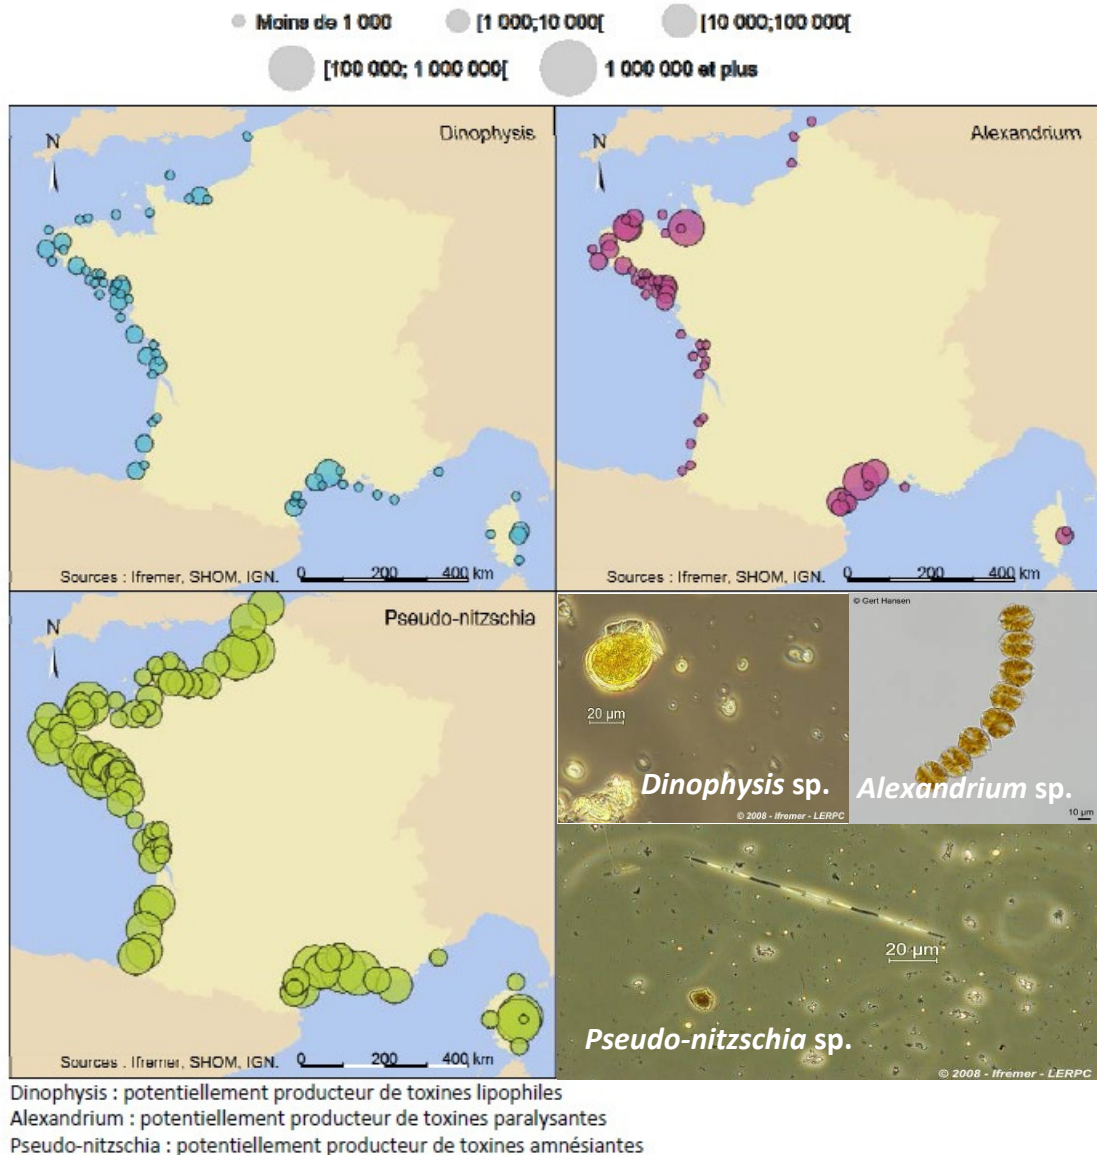 Moins de 1 000
[1 000;10 000[
[10 000;100 000[
[100 000; 1 000 000[
1 000 000 et plus
N
Dinophysis
Sources : Ifremer, SHOM, IGN.
0 200 400 km
N
Alexandrium
Sources : Ifremer, SHOM, IGN.
0 200 400 km
N
Pseudo-nitzschia
Sources : Ifremer, SHOM, IGN.
0 200 400 km
20 µm
Dinophysis sp.
© 2008 - Ifremer - LERPC
© Gert Hansen
Alexandrium sp.
10 µm
20 µm
Pseudo-nitzschia sp.
© 2008 - Ifremer - LERPC
Dinophysis : potentiellement producteur de toxines lipophiles
Alexandrium : potentiellement producteur de toxines paralysantes
Pseudo-nitzschia : potentiellement producteur de toxines amnésiantes